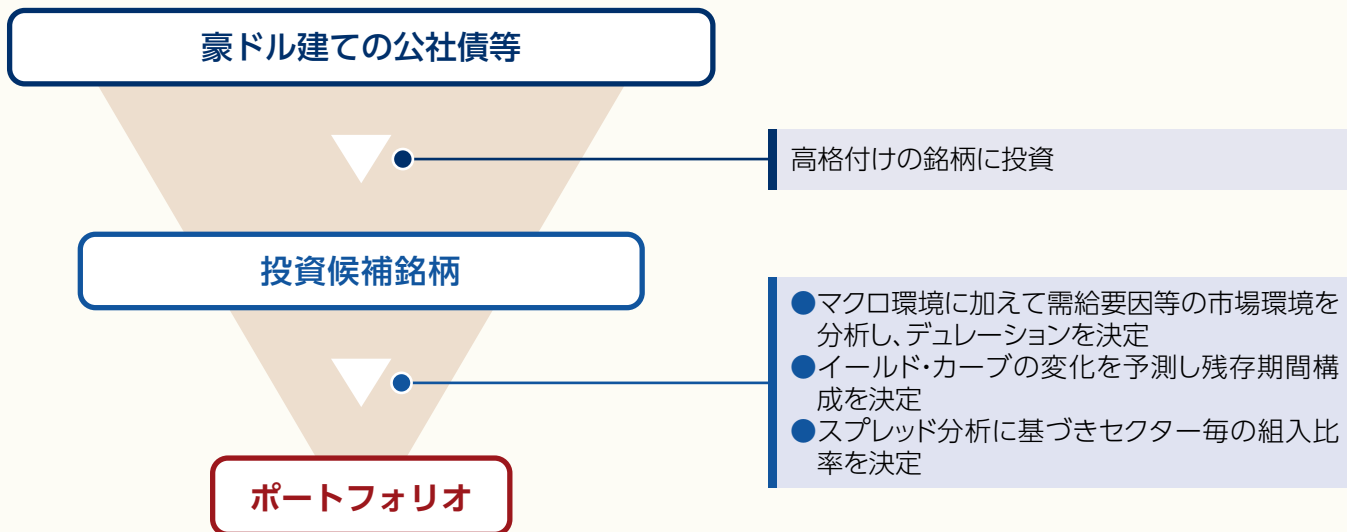 豪ドル建ての公社債等
高格付けの銘柄に投資
投資候補銘柄
●マクロ環境に加えて需給要因等の市場環境を
分析し、デュレーションを決定
●イールド・カーブの変化を予測し残存期間構
成を決定
●スプレッド分析に基づきセクター毎の組入比
率を決定
ポートフォリオ